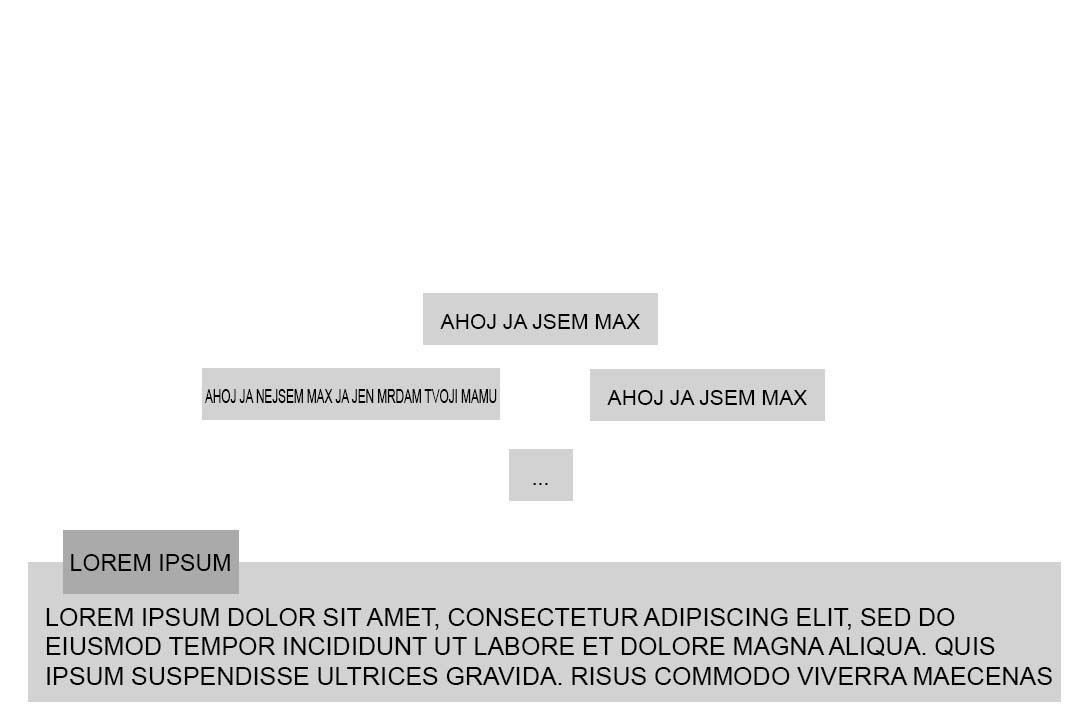 AHOJ JA JSEM MAX
AHOJ JA NEJSEM MAX JA JEN MRDAM TVOJI MAMU
AHOJ JA JSEM MAX
...
LOREM IPSUM
LOREM IPSUM DOLOR SIT AMET, CONSECTETUR ADIPISCING ELIT, SED DO
EIUSMOD TEMPOR INCIDIDUNT UT LABORE ET DOLORE MAGNA ALIQUA. QUIS
IPSUM SUSPENDISSE ULTRICES GRAVIDA. RISUS COMMODO VIVERRA MAECENAS